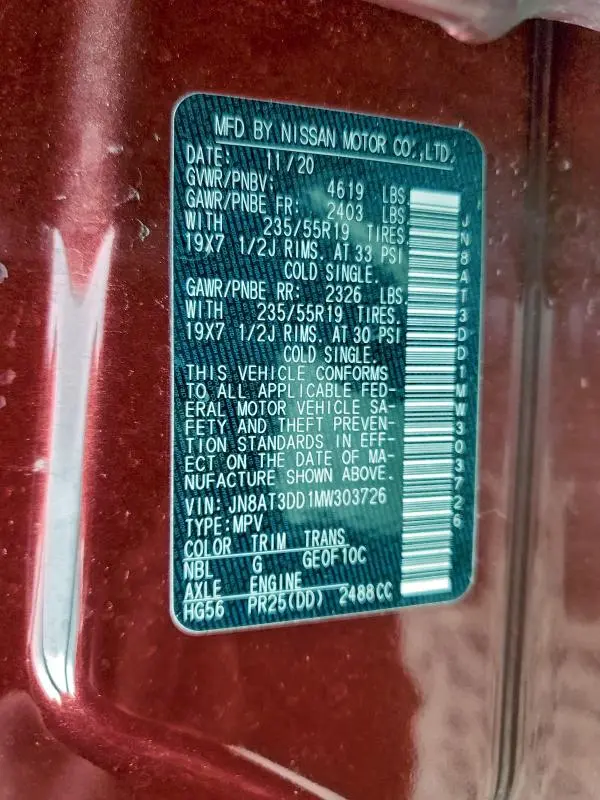 MFD BY NISSAN MOTOR CO.,LTD.
DATE: 11/20
GVWR/PNBV: 4619 LBS
GAWR/PNBE FR: 2403 LBS
WITH 235/55R19 TIRES,
19X7 1/2J RIMS. AT 33 PSI
COLD SINGLE.
GAWR/PNBE RR: 2326 LBS
WITH 235/55R19 TIRES,
19X7 1/2J RIMS. AT 30 PSI
COLD SINGLE.
THIS VEHICLE CONFORMS
TO ALL APPLICABLE FED-
ERAL MOTOR VEHICLE SA-
FETY AND THEFT PREVEN-
TION STANDARDS IN EFF-
ECT ON THE DATE OF MA-
NUFACTURE SHOWN ABOVE.
VIN: JN8AT3DD1MW303726
TYPE:MPV
COLOR TRIM TRANS
NBL G GE0F10C
AXLE ENGINE
HG56 PR25(DD) 2488CC
JN8AT3DD1MW303726